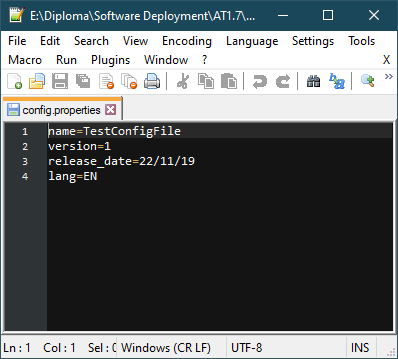 E:\Diploma\Software Deployment\AT1.7\...
File Edit Search View Encoding Language Settings Tools
Macro Run Plugins Window ? X
config.properties
1 name=TestConfigFile
2 version=1
3 release_date=22/11/19
4 lang=EN
Ln : 1 Col : 1 Sel : 0 Windows (CR LF) UTF-8 INS